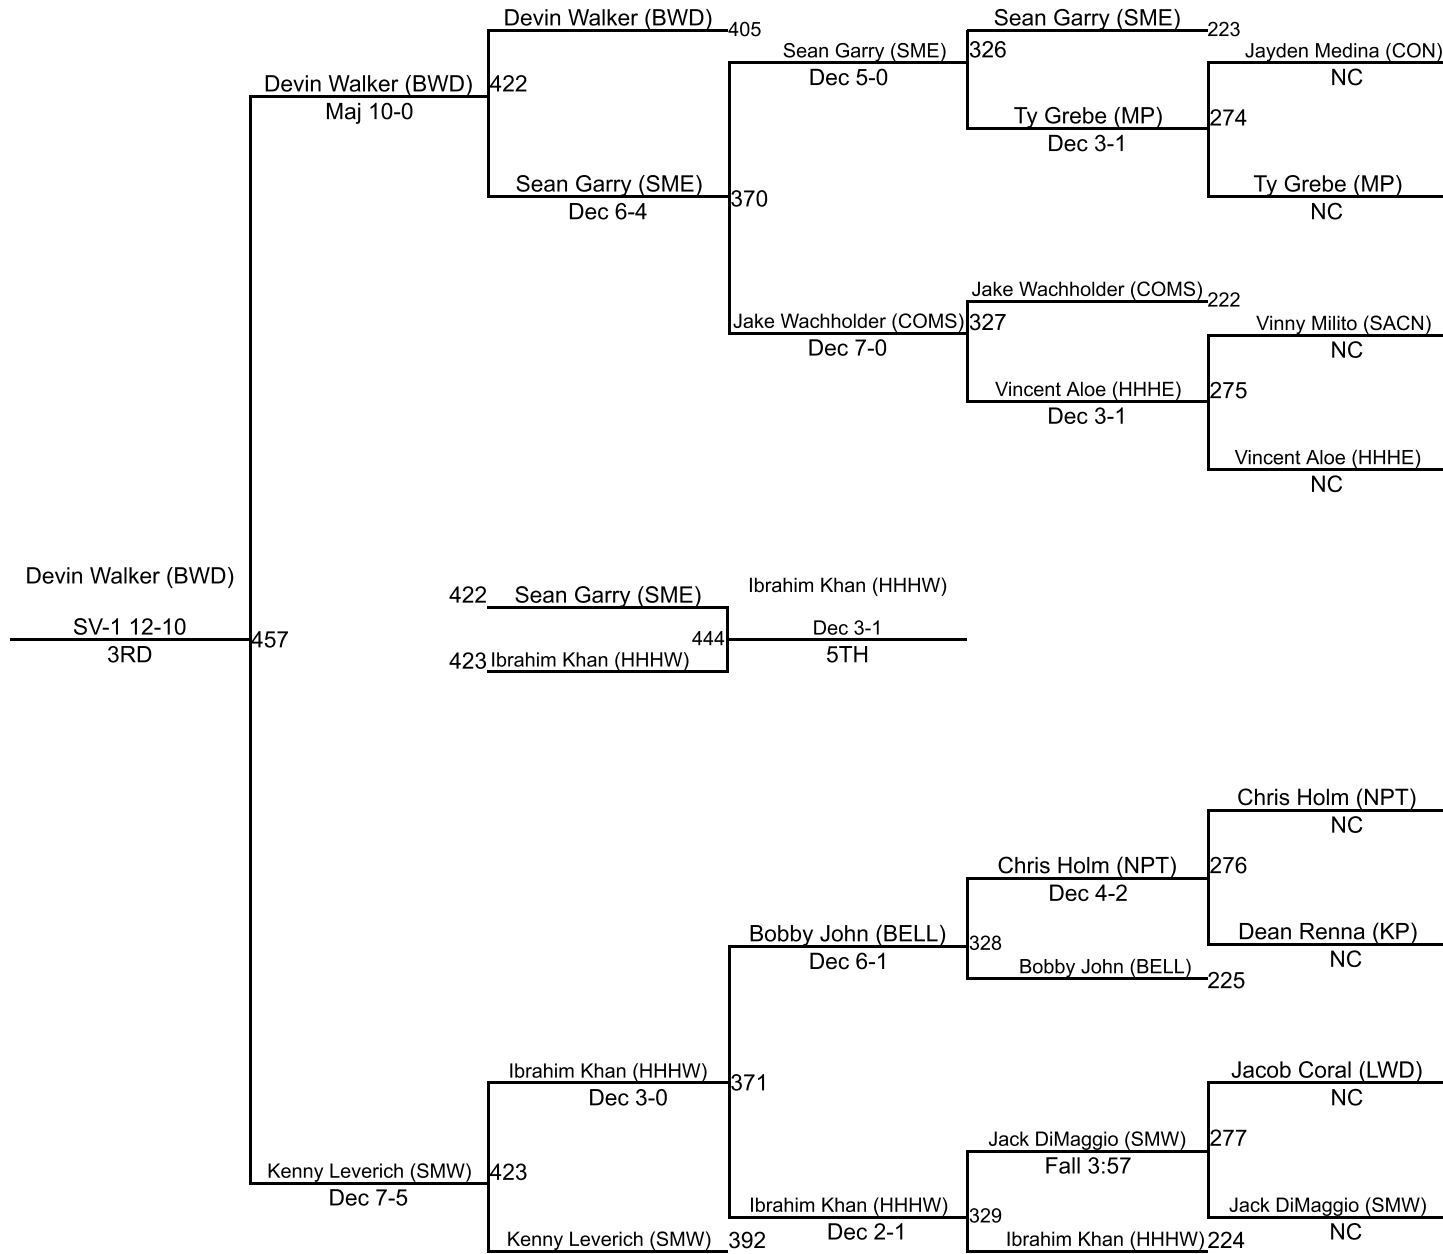 Devin Walker (BWD)
405
Sean Garry (SME)
223
Sean Garry (SME)
326
Jayden Medina (CON)
Dec 5-0
NC
Devin Walker (BWD)
422
Maj 10-0
Ty Grebe (MP)
274
Dec 3-1
Sean Garry (SME)
370
Ty Grebe (MP)
Dec 6-4
NC
Jake Wachholder (COMS)
222
Jake Wachholder (COMS)
327
Vinny Milito (SACN)
Dec 7-0
NC
Vincent Aloe (HHHE)
275
Dec 3-1
Vincent Aloe (HHHE)
NC
Devin Walker (BWD)
422
Sean Garry (SME)
Ibrahim Khan (HHHW)
SV-1 12-10
457
444
Dec 3-1
3RD
423
Ibrahim Khan (HHHW)
5TH
Chris Holm (NPT)
NC
Chris Holm (NPT)
276
Dec 4-2
Bobby John (BELL)
328
Dean Renna (KP)
Dec 6-1
NC
Bobby John (BELL)
225
Ibrahim Khan (HHHW)
371
Jacob Coral (LWD)
Dec 3-0
NC
Jack DiMaggio (SMW)
277
Fall 3:57
Kenny Leverich (SMW)
423
Dec 7-5
Ibrahim Khan (HHHW)
329
Jack DiMaggio (SMW)
Dec 2-1
NC
Kenny Leverich (SMW)
392
Ibrahim Khan (HHHW)
224